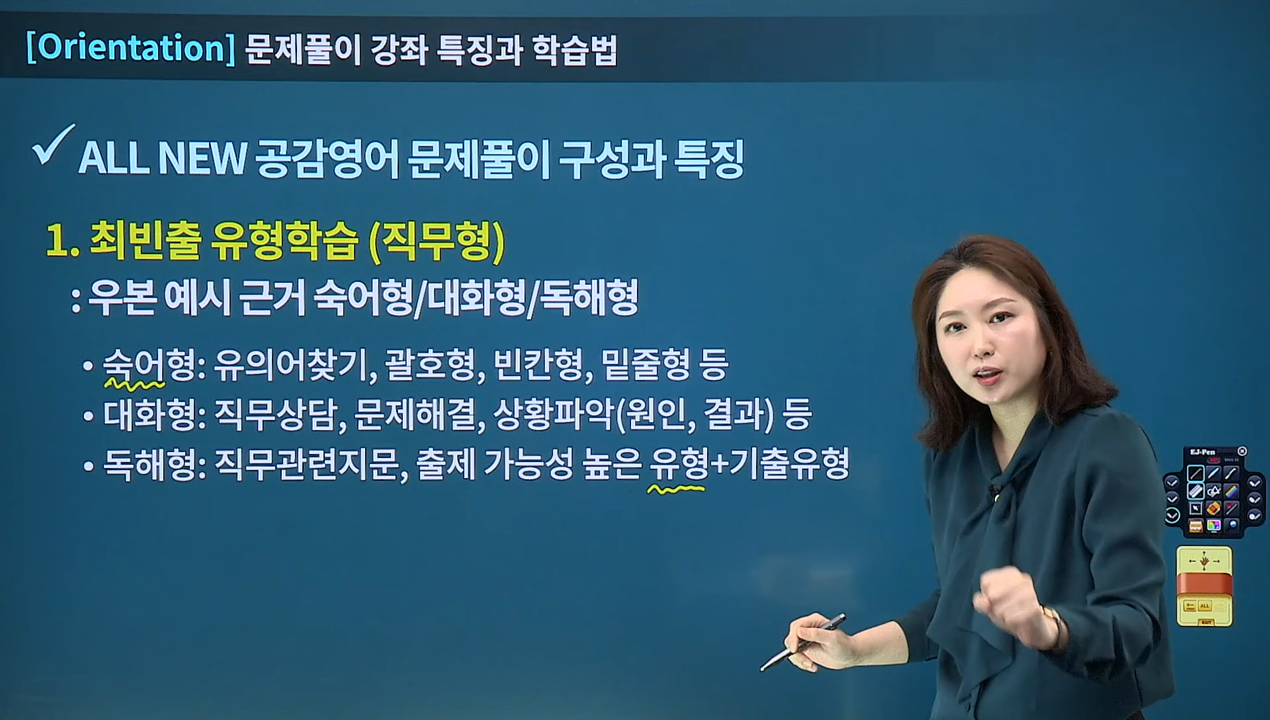 [Orientation] 문제풀이 강좌 특징과 학습법
✓ ALL NEW 공감영어 문제풀이 구성과 특징
1. 최빈출 유형학습 (직무형)
: 우본 예시 근거 숙어형/대화형/독해형
• 숙어형: 유의어찾기, 괄호형, 빈칸형, 밑줄형 등
• 대화형: 직무상담, 문제해결, 상황파악(원인, 결과) 등
• 독해형: 직무관련지문, 출제 가능성 높은 유형+기출유형
EJ-Pen
ALL
EXIT